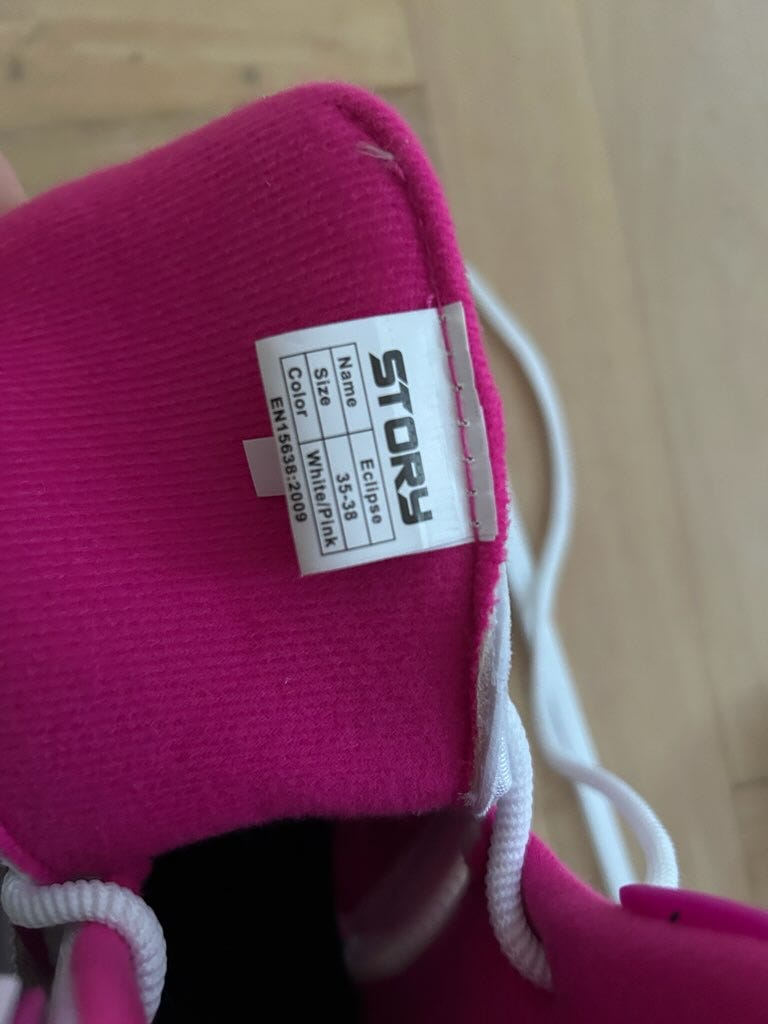 STORY
Name Eclipse
Size 35-38
Color White/Pink
EN15638:2009